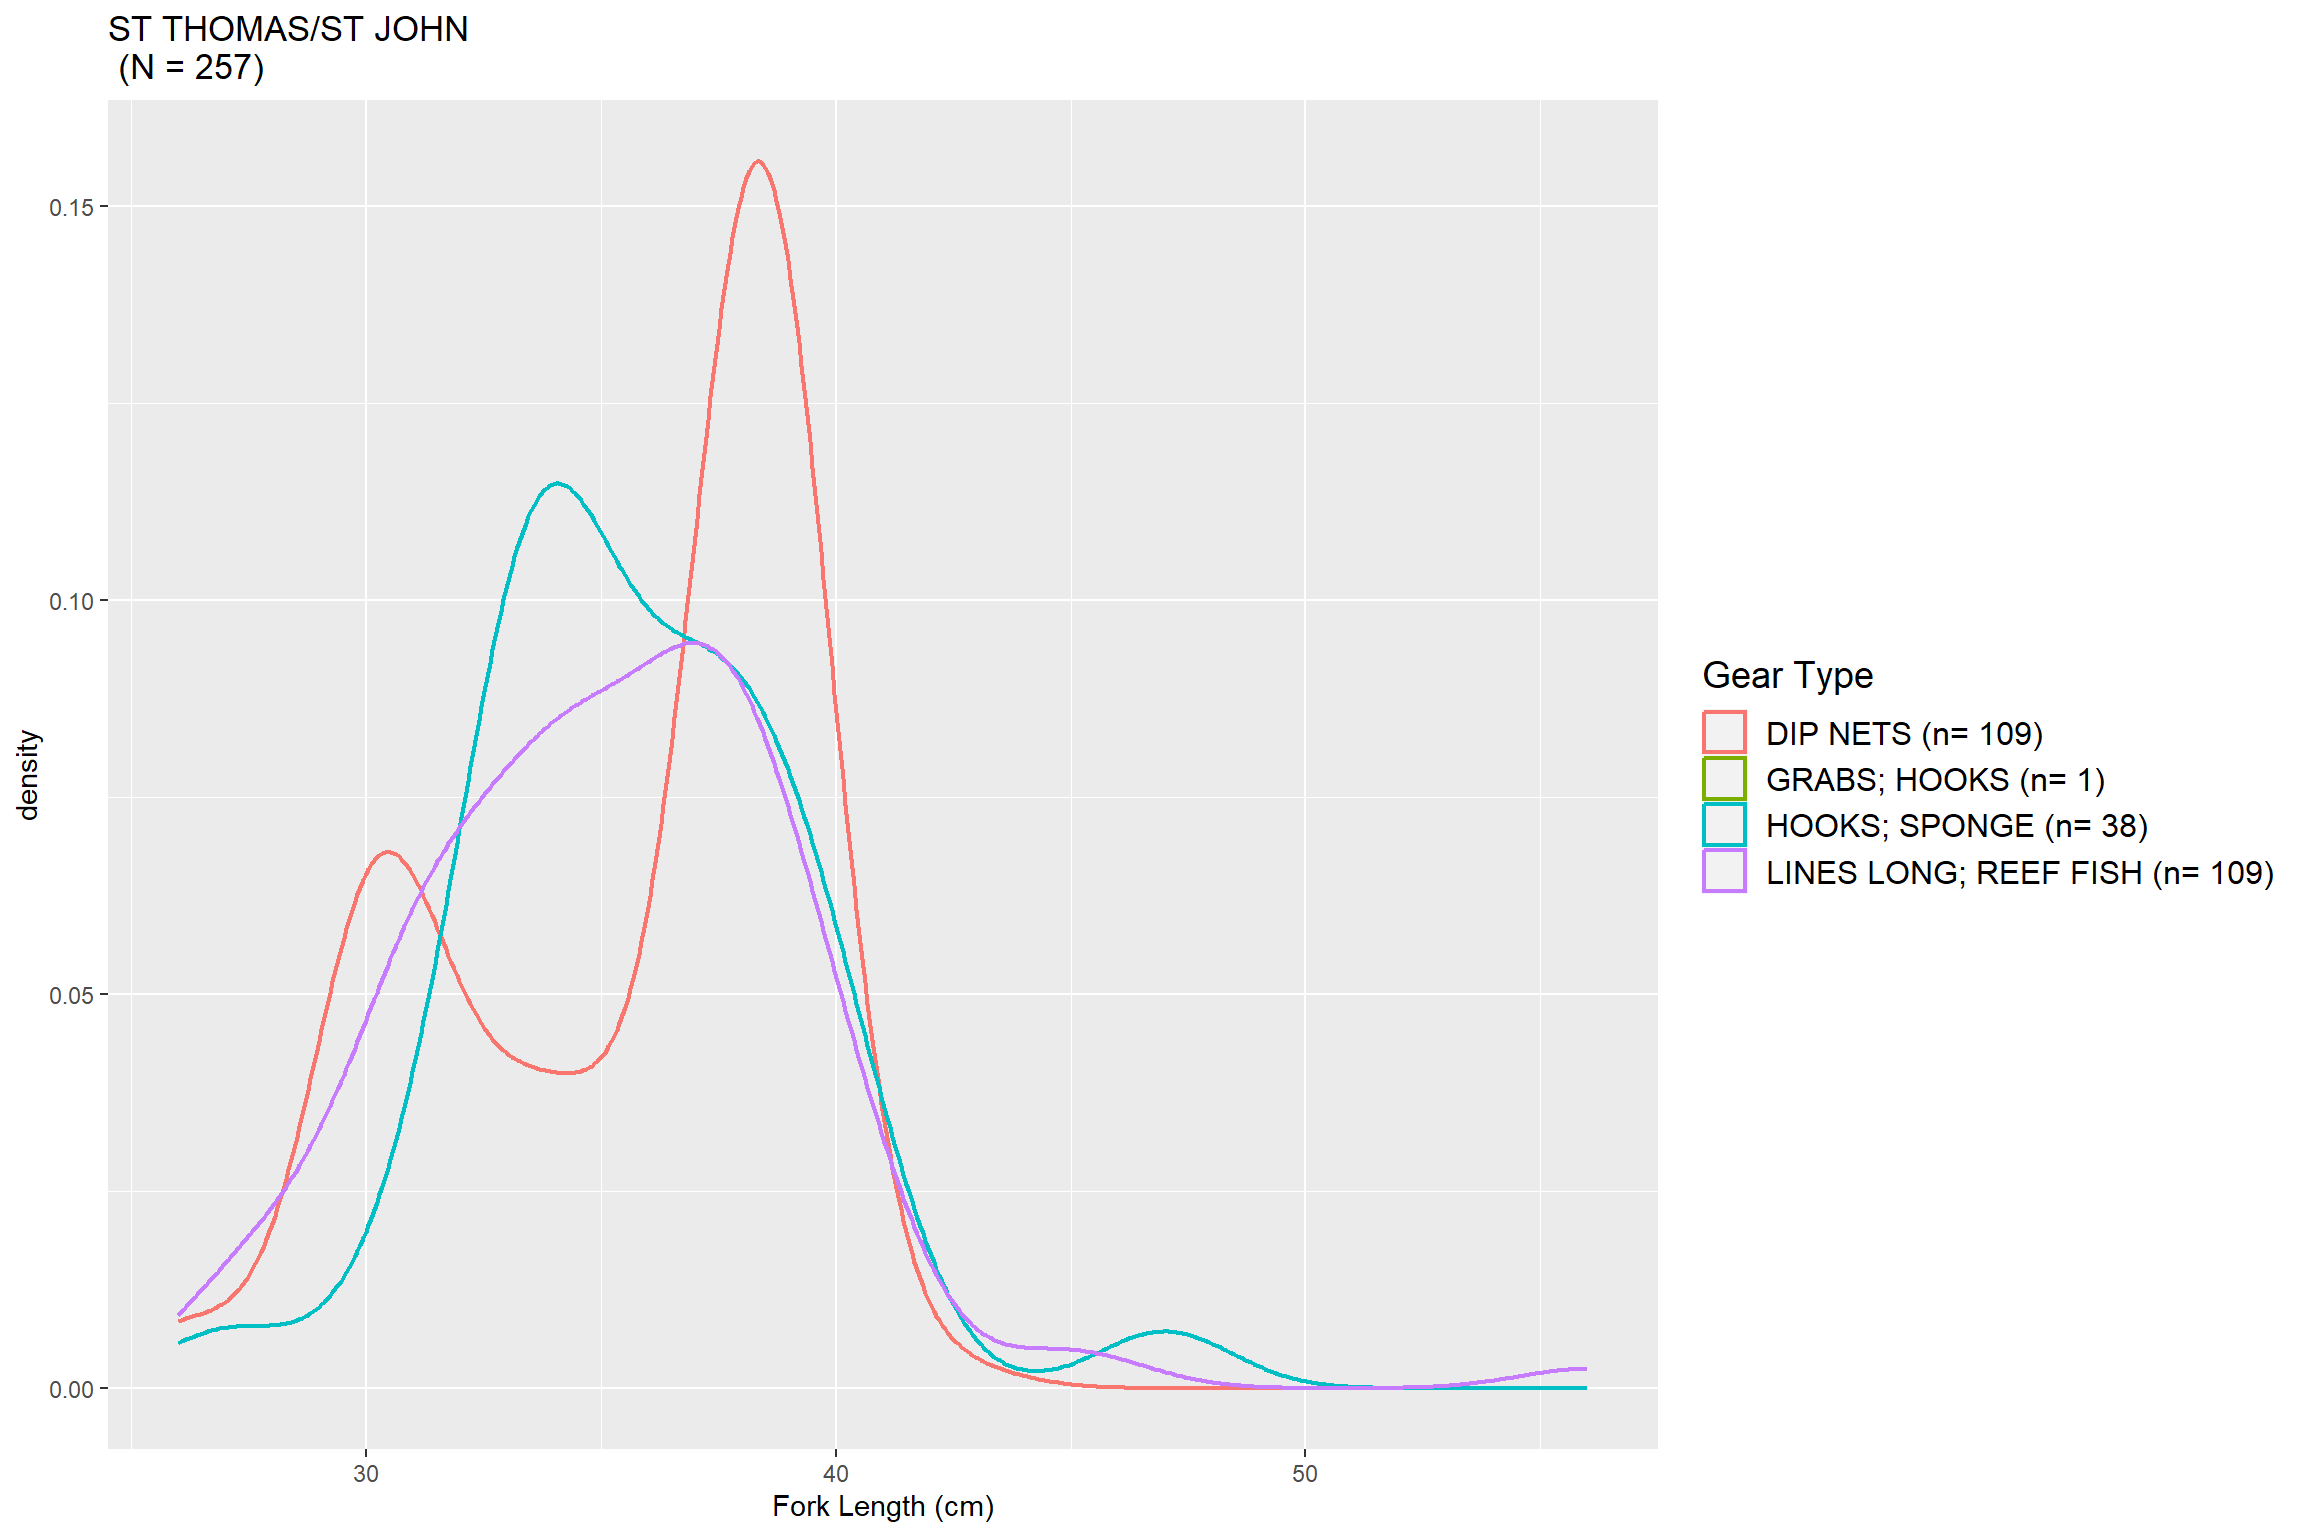 ST THOMAS/ST JOHN
(N = 257)
density
0.15
0.10
0.05
0.00
30
40
50
Fork Length (cm)
Gear Type
DIP NETS (n= 109)
GRABS; HOOKS (n= 1)
HOOKS; SPONGE (n= 38)
LINES LONG; REEF FISH (n= 109)